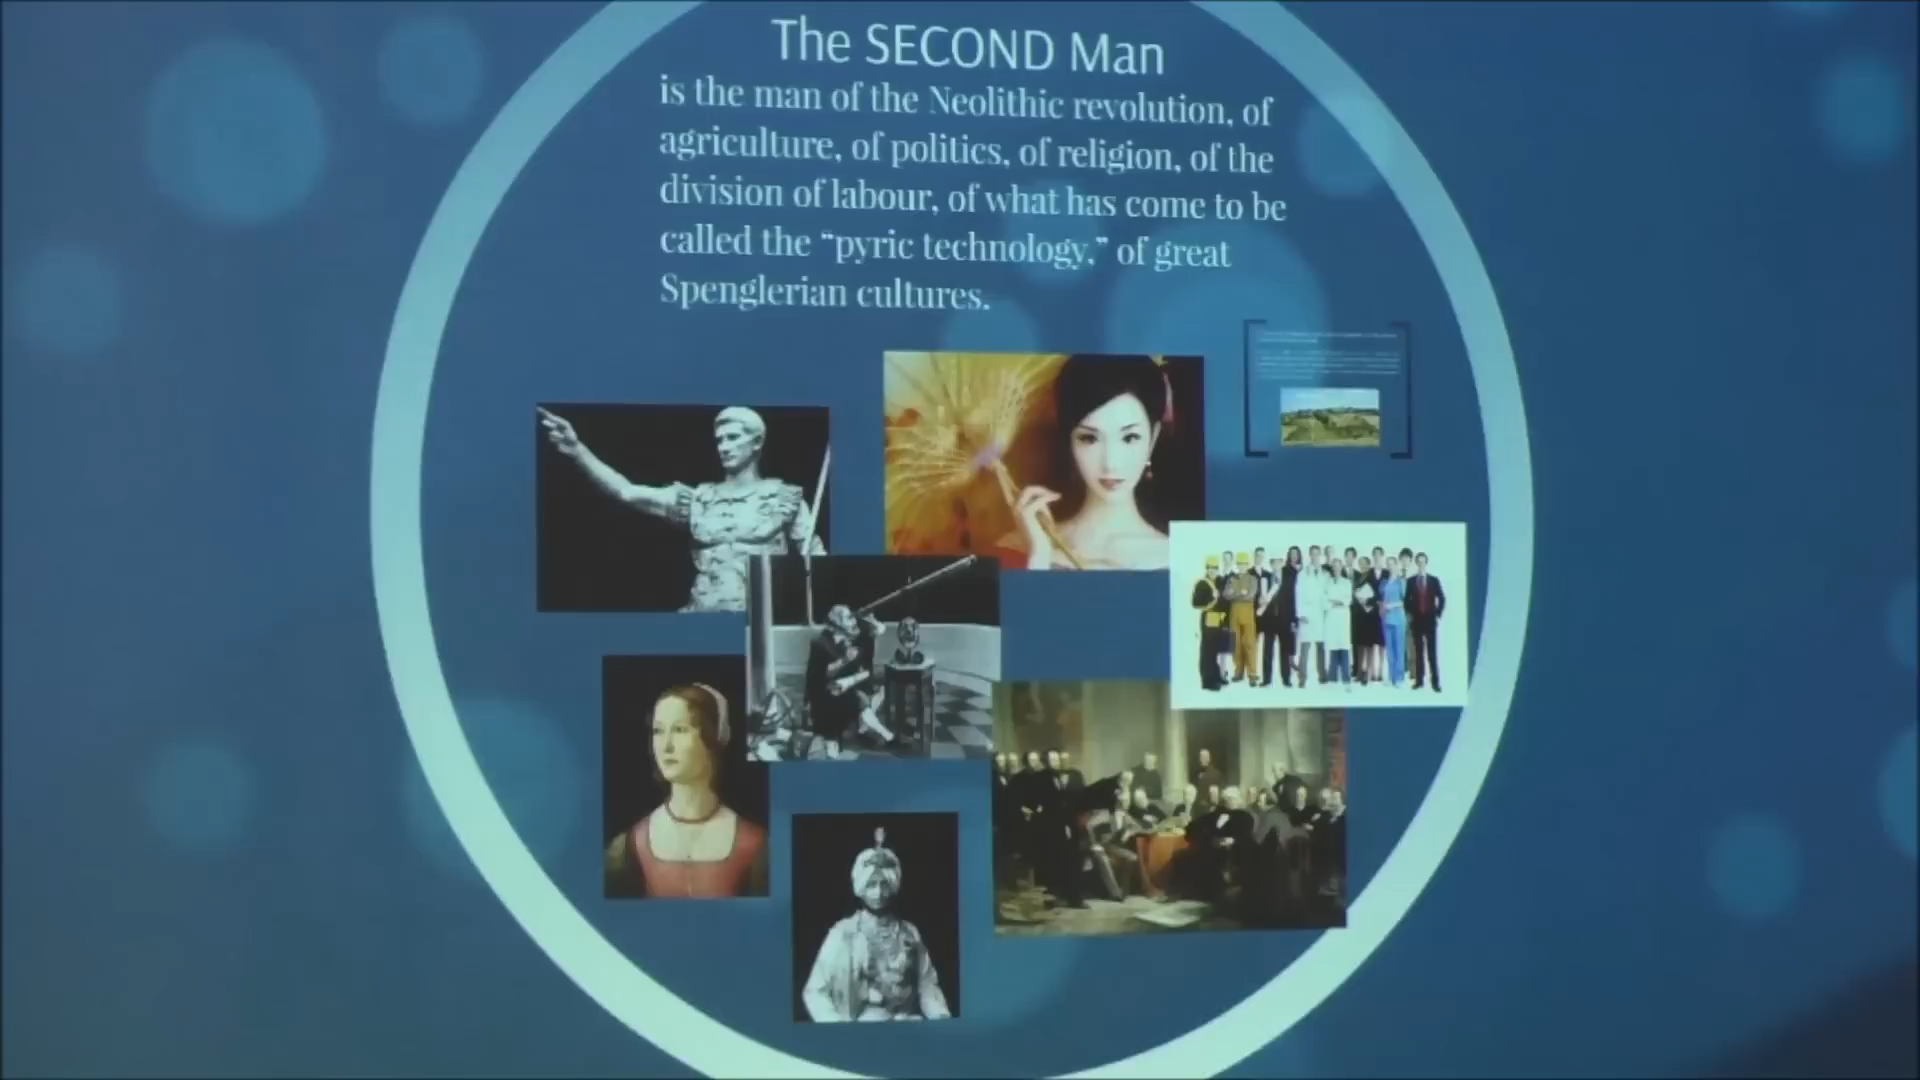 The SECOND Man
is the man of the Neolithic revolution, of
agriculture, of politics, of religion, of the
division of labour, of what has come to be
called the “pyric technology,” of great
Spenglerian cultures.